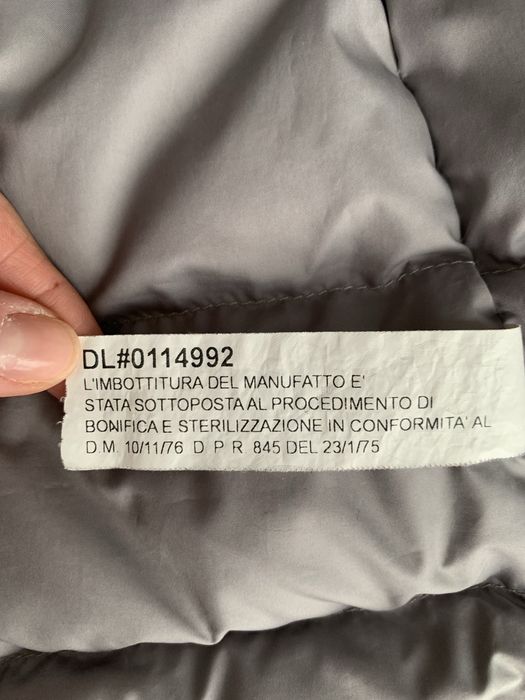 DL#0114992
L'IMBOTTITURA DEL MANUFATTO E'
STATA SOTTOPOSTA AL PROCEDIMENTO DI
BONIFICA E STERILIZZAZIONE IN CONFORMITA' AL
D.M. 10/11/76 D P R 845 DEL 23/1/75